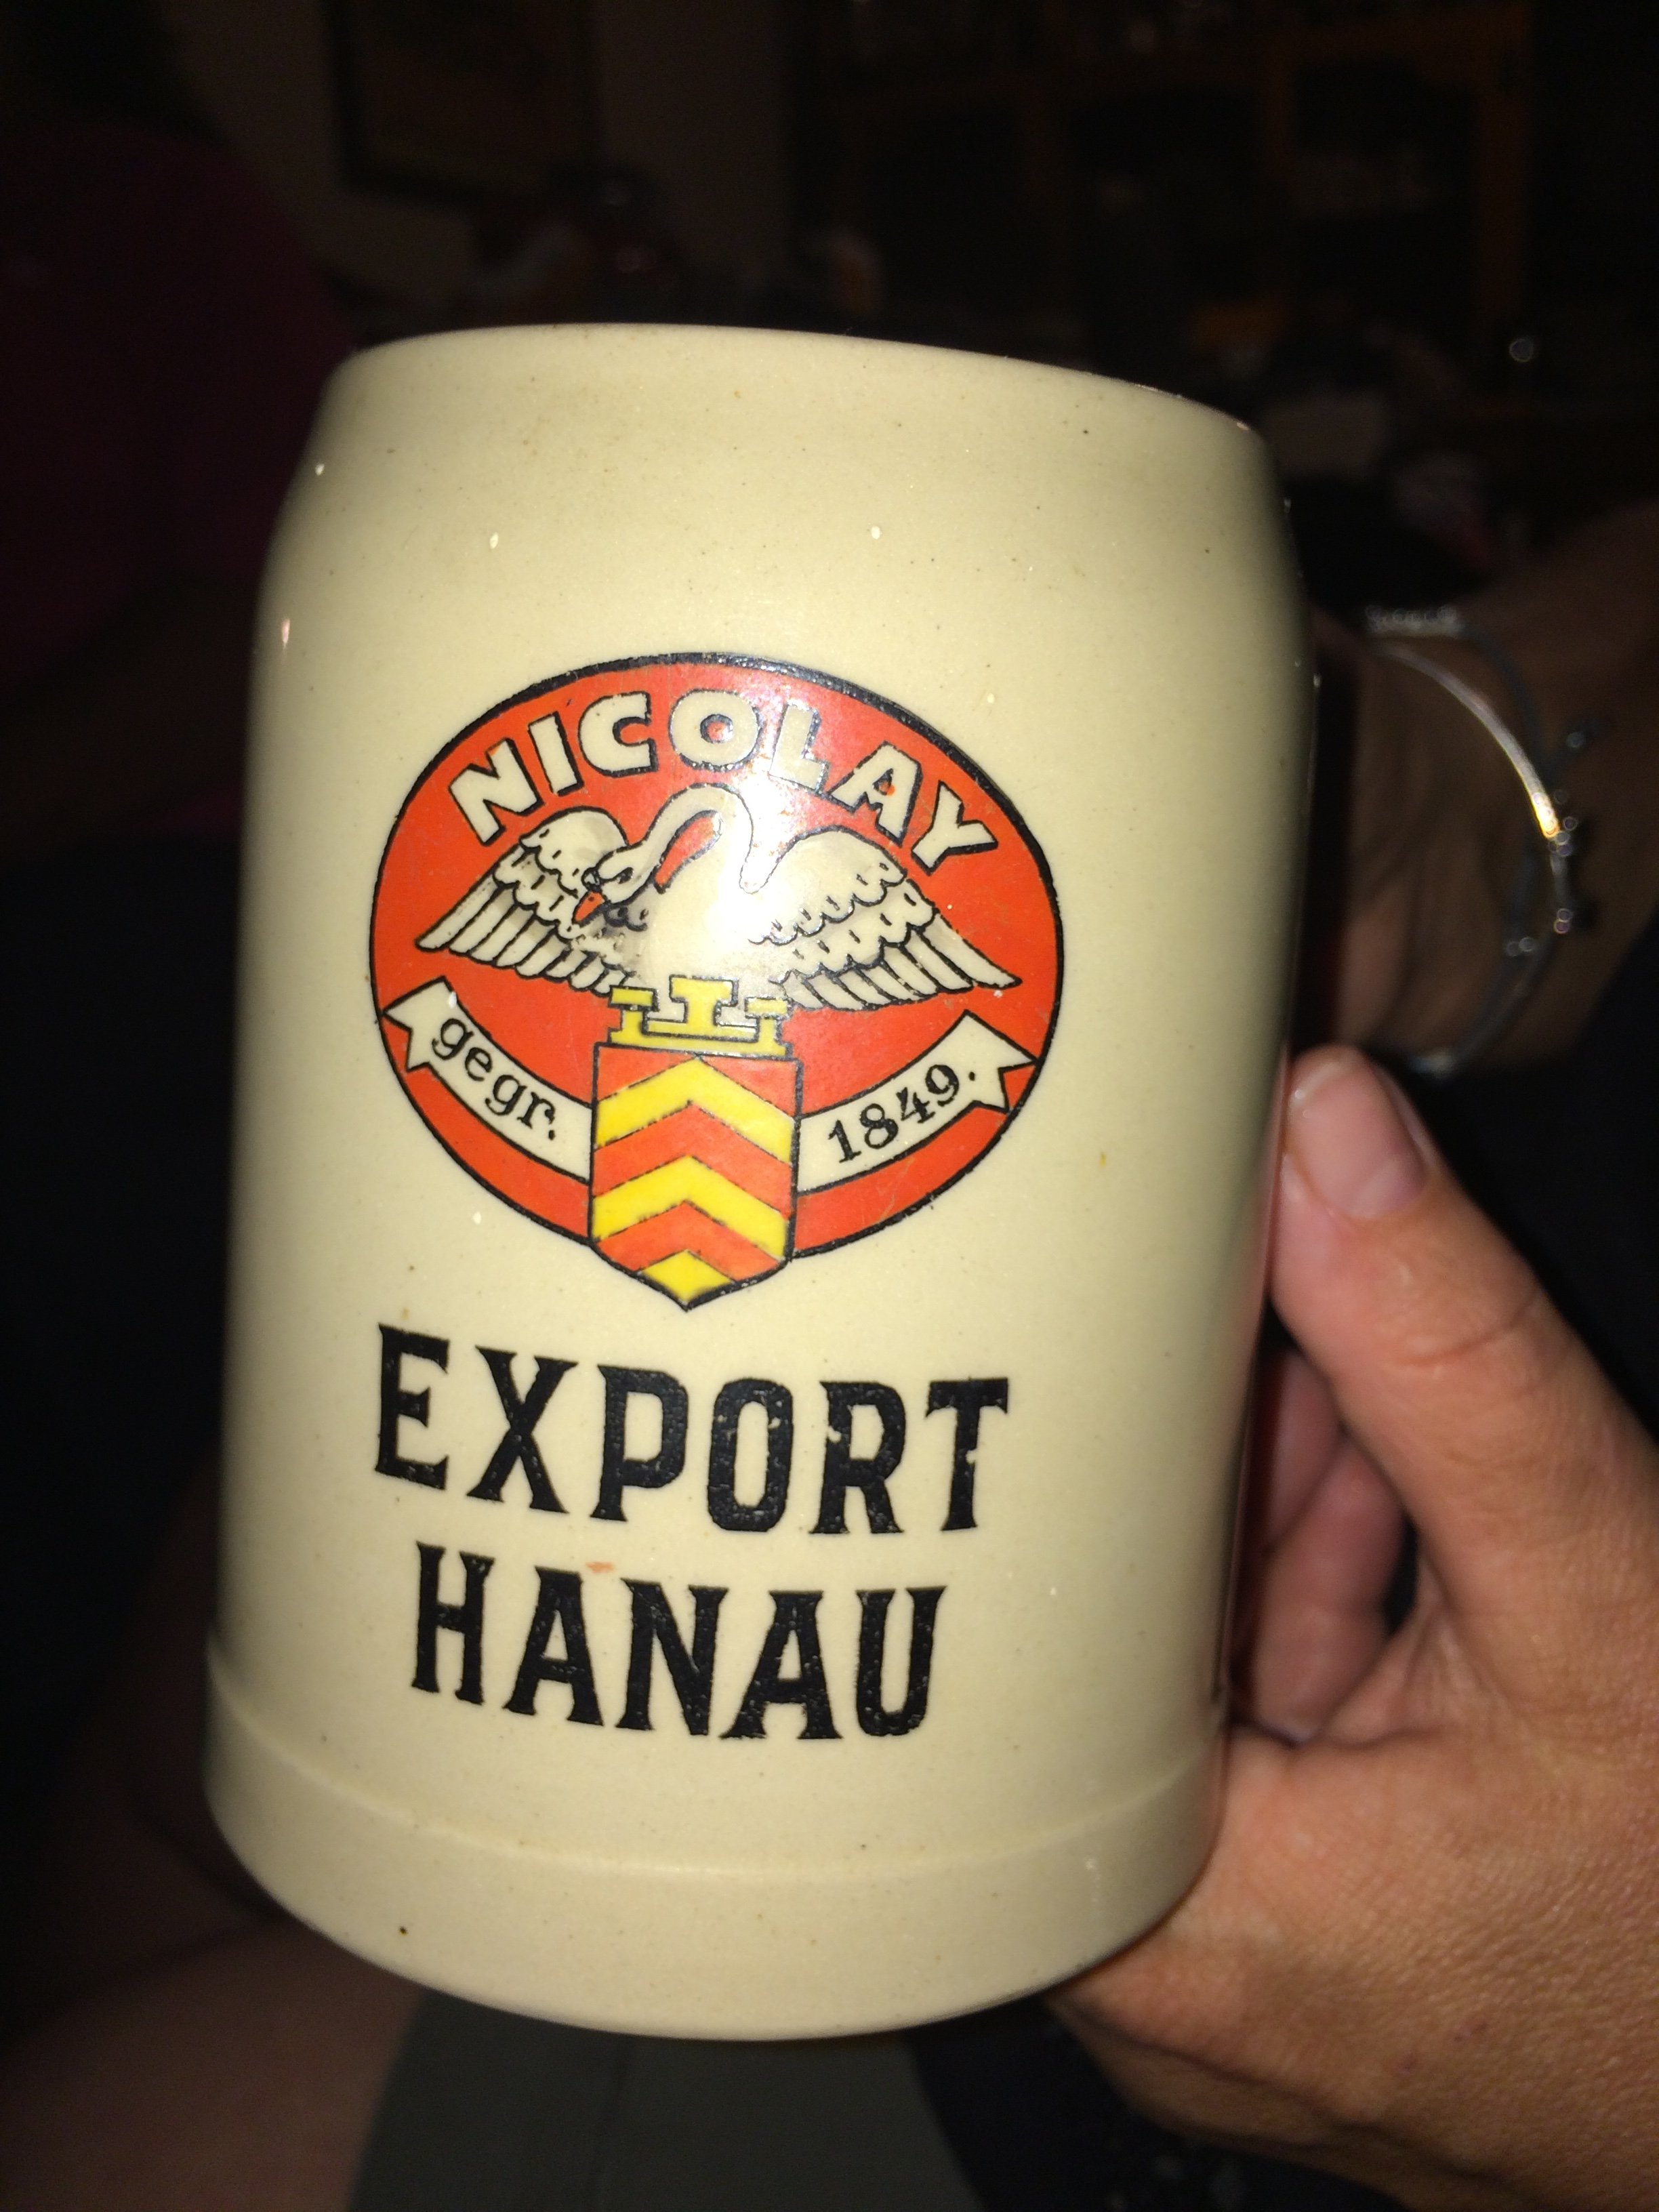 NICOLAY
gegr. 1849.
EXPORT
HANAU